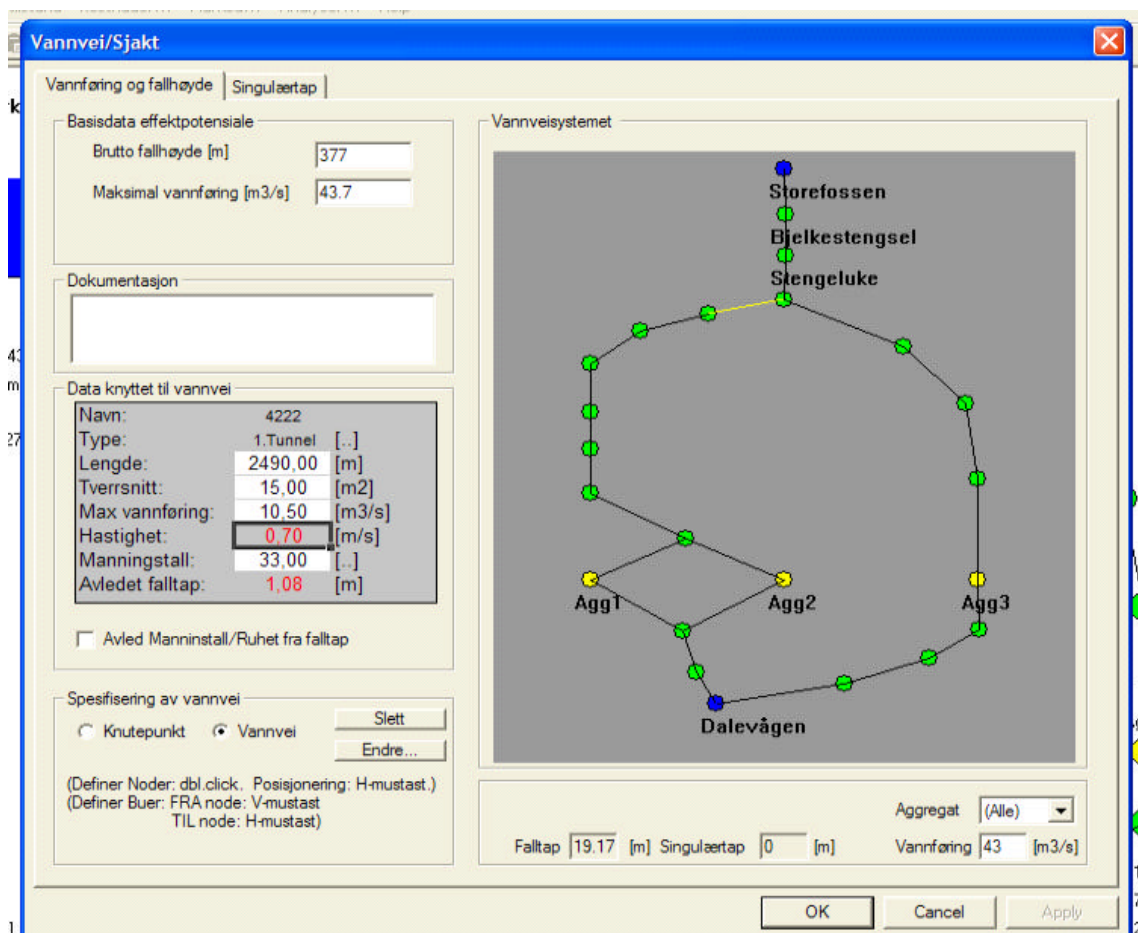 Vannvei/Sjakt
Vannføring og fallhøyde
Singulærtap
Basisdata effektpotensiale
Brutto fallhøyde [m] 377
Maksimal vannføring [m3/s] 43.7
Dokumentasjon
Data knyttet til vannvei
Navn: 4222
Type: 1.Tunnel [..]
Lengde: 2490,00 [m]
Tverrsnitt: 15,00 [m2]
Max vannføring: 10,50 [m3/s]
Hastighet: 0,70 [m/s]
Manningstall: 33,00 [..]
Avledet falltap: 1,08 [m]
Avled Manninstall/Ruhet fra falltap
Spesifisering av vannvei
Knutepunkt
Vannvei
Slett
Endre...
(Definer Noder: dbl.click. Posisjonering: H-mustast.)
(Definer Buer: FRA node: V-mustast
TIL node: H-mustast)
Vannveisystemet
Storefossen
Bjelkestengsel
Stengeluke
Agg1
Agg2
Agg3
Dalevågen
Aggregat (Alle)
Falltap 19.17 [m] Singulærtap 0 [m] Vannføring 43 [m3/s]
OK
Cancel
Apply